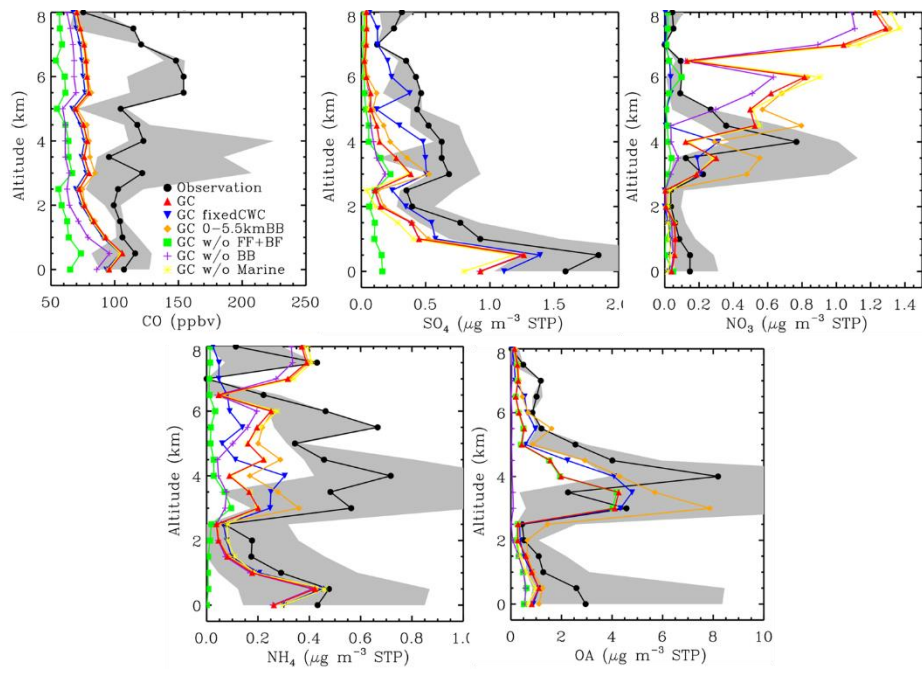 8
6
4
2
0
Altitude (km)
Observation
GC
GC fixedCWC
GC 0−5.5kmBB
GC w/o FF+BF
GC w/o BB
GC w/o Marine
50 100 150 200 250
CO (ppbv)
8
6
4
2
0
Altitude (km)
0.0 0.5 1.0 1.5 2.0
SO₄ (μg m⁻³ STP)
8
6
4
2
0
Altitude (km)
0.0 0.2 0.4 0.6 0.8 1.0 1.2 1.4
NO₃ (μg m⁻³ STP)
8
6
4
2
0
Altitude (km)
0.0 0.2 0.4 0.6 0.8 1.0
NH₄ (μg m⁻³ STP)
8
6
4
2
0
Altitude (km)
0 2 4 6 8 10
OA (μg m⁻³ STP)